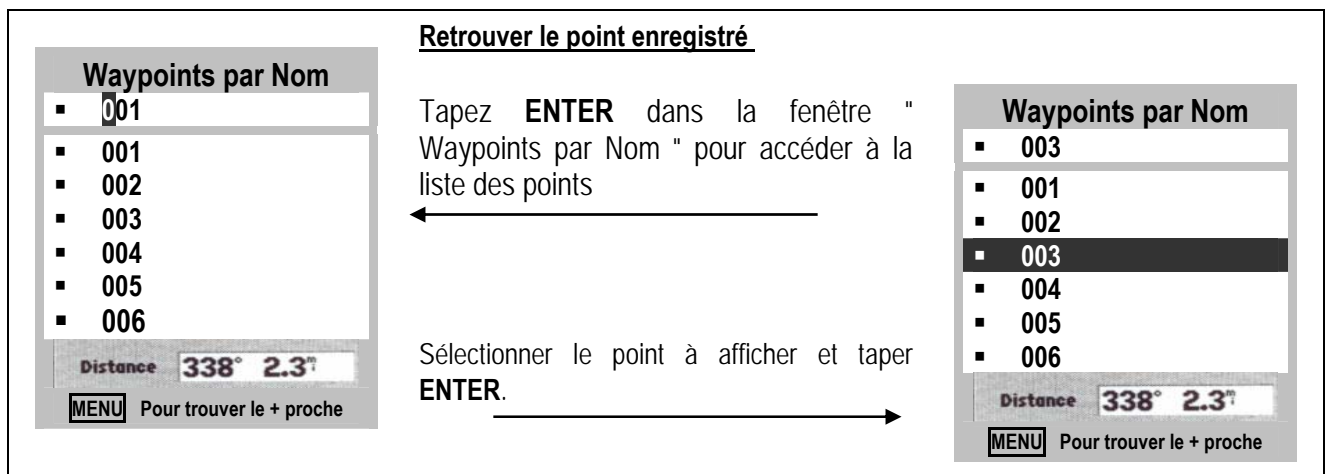 Retrouver le point enregistré
Waypoints par Nom
▪ 001
▪ 001
▪ 002
▪ 003
▪ 004
▪ 005
▪ 006
Distance 338° 2.3m
MENU Pour trouver le + proche
Tapez ENTER dans la fenêtre "
Waypoints par Nom " pour accéder à la
liste des points
Sélectionner le point à afficher et taper
ENTER.
Waypoints par Nom
▪ 003
▪ 001
▪ 002
▪ 003
▪ 004
▪ 005
▪ 006
Distance 338° 2.3m
MENU Pour trouver le + proche